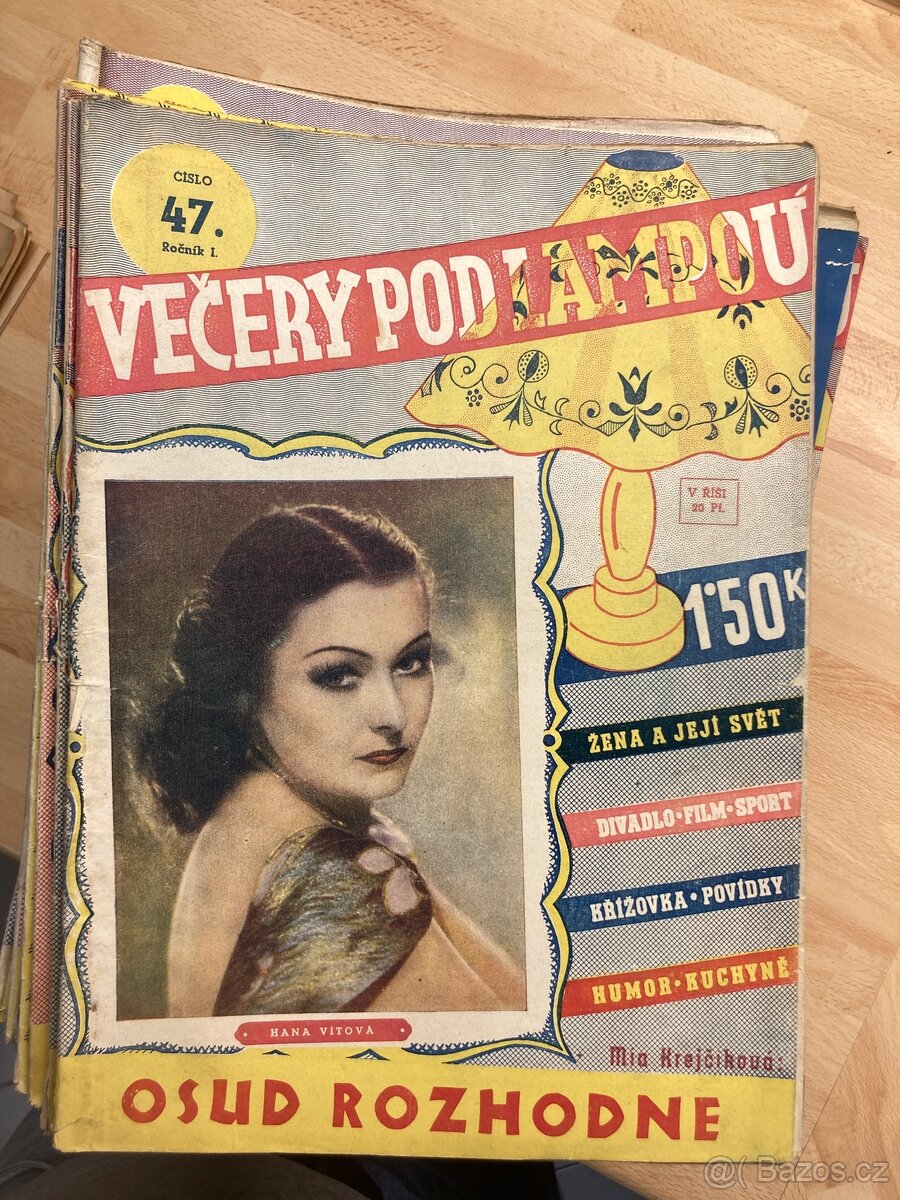 ČÍSLO
47.
Ročník I.
VEČERY POD LAMPOU
V ŘÍŠI
20 Pf.
1·50 K
ŽENA A JEJÍ SVĚT
DIVADLO·FILM·SPORT
KŘÍŽOVKA·POVÍDKY
HUMOR·KUCHYNĚ
HANA VÍTOVÁ
Mia Krejčíková:
OSUD ROZHODNE
@( Bazos.cz